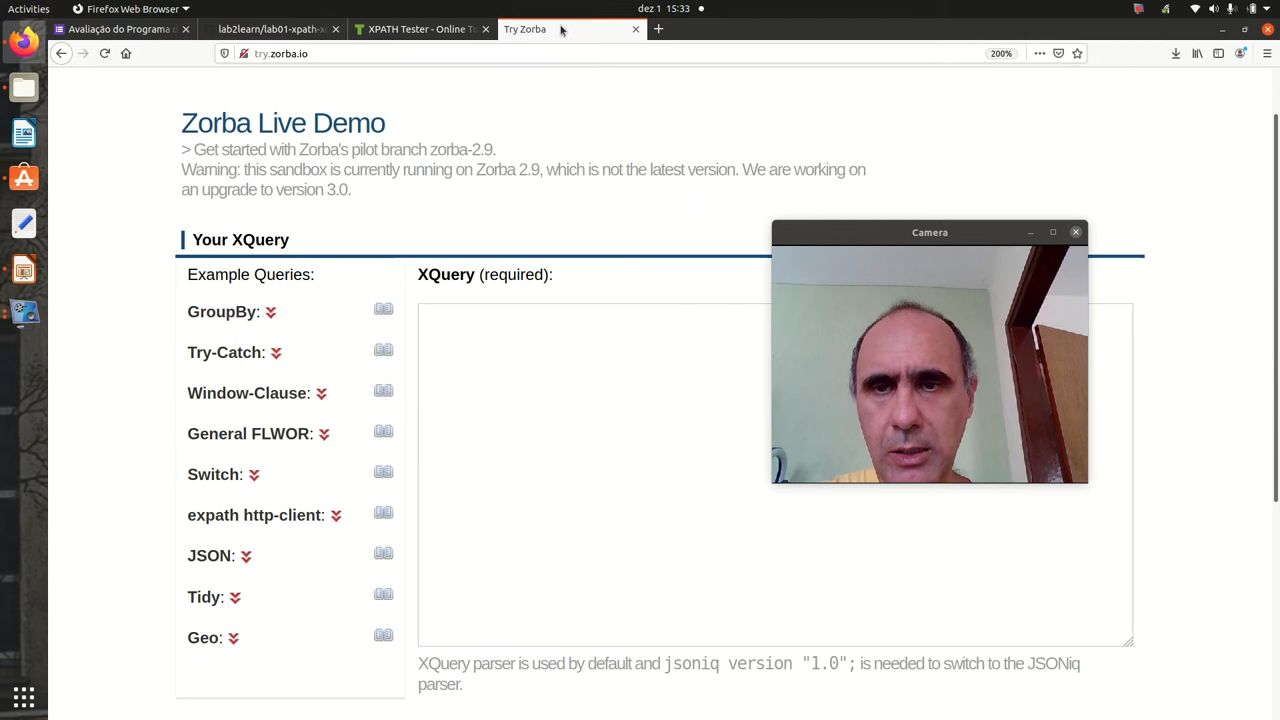 Activities
Firefox Web Browser
dez 1 15:33
Avaliação do Programa d
lab2learn/lab01-xpath-xq
XPATH Tester - Online To
Try Zorba
try.zorba.io
200%
Zorba Live Demo
> Get started with Zorba's pilot branch zorba-2.9.
Warning: this sandbox is currently running on Zorba 2.9, which is not the latest version. We are working on
an upgrade to version 3.0.
Your XQuery
Camera
Example Queries:
XQuery (required):
GroupBy:
Try-Catch:
Window-Clause:
General FLWOR:
Switch:
expath http-client:
JSON:
Tidy:
Geo:
XQuery parser is used by default and jsoniq version "1.0"; is needed to switch to the JSONiq
parser.